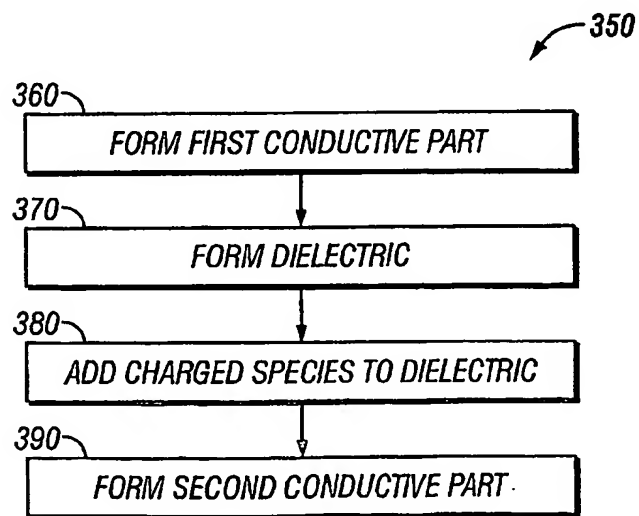 350
360
FORM FIRST CONDUCTIVE PART
370
FORM DIELECTRIC
380
ADD CHARGED SPECIES TO DIELECTRIC
390
FORM SECOND CONDUCTIVE PART